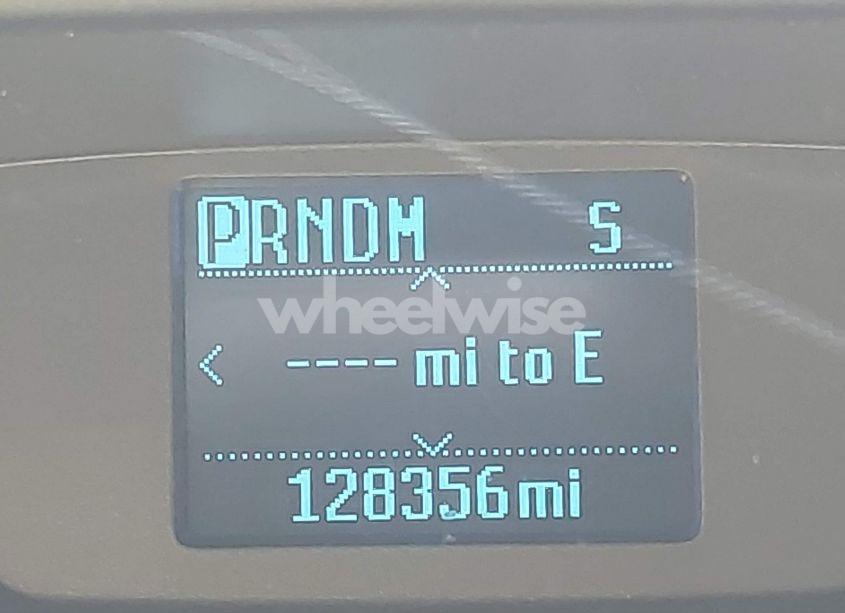 PRNDM S
wheelwise
< ---- mi to E
128356mi